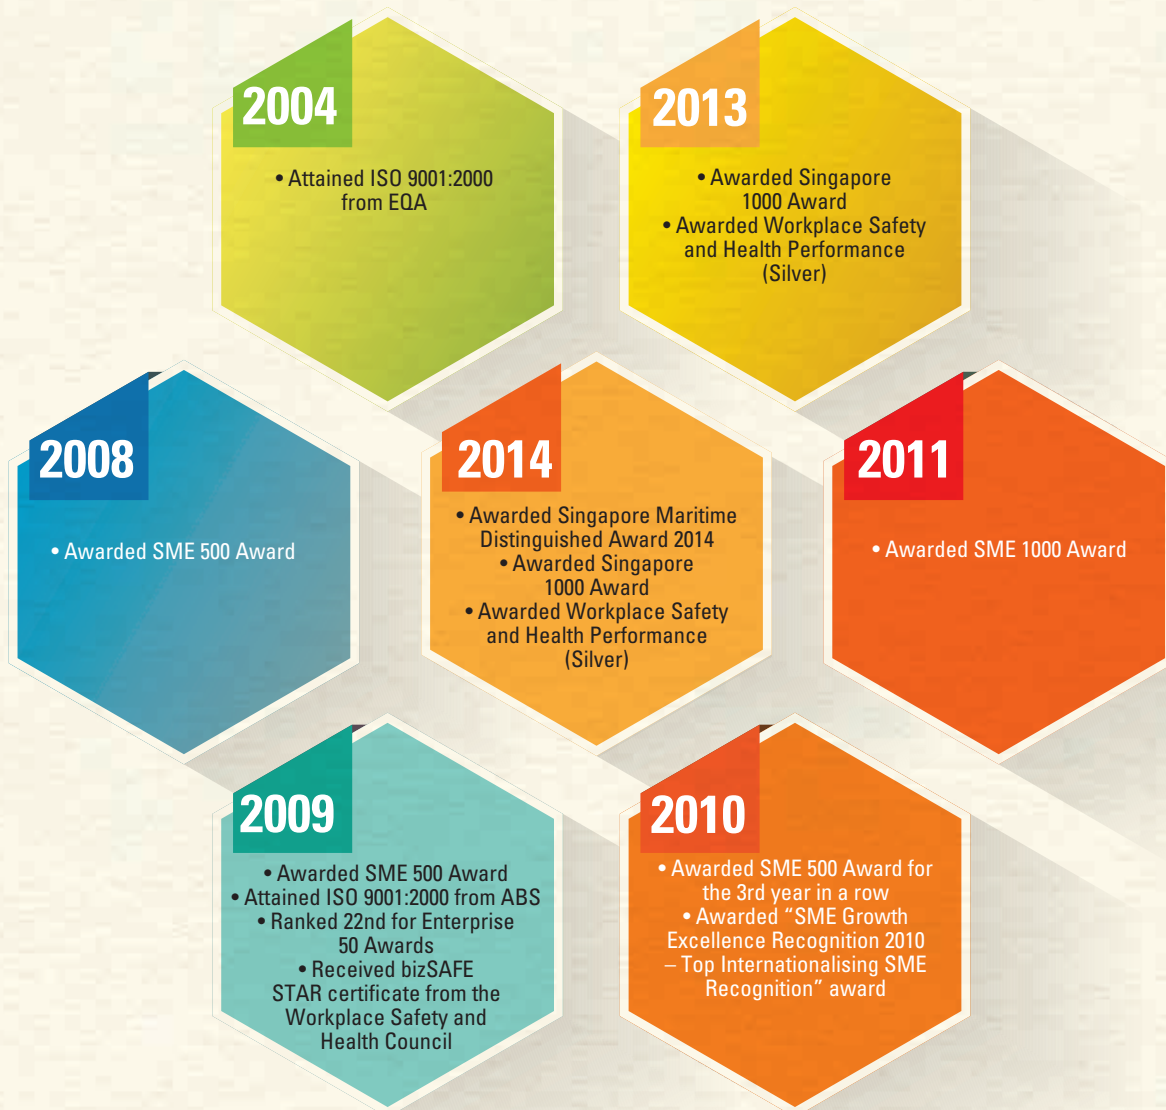 2004
• Attained ISO 9001:2000
from EQA
2013
• Awarded Singapore
1000 Award
• Awarded Workplace Safety
and Health Performance
(Silver)
2008
• Awarded SME 500 Award
2014
• Awarded Singapore Maritime
Distinguished Award 2014
• Awarded Singapore
1000 Award
• Awarded Workplace Safety
and Health Performance
(Silver)
2011
• Awarded SME 1000 Award
2009
• Awarded SME 500 Award
• Attained ISO 9001:2000 from ABS
• Ranked 22nd for Enterprise
50 Awards
• Received bizSAFE
STAR certificate from the
Workplace Safety and
Health Council
2010
• Awarded SME 500 Award for
the 3rd year in a row
• Awarded “SME Growth
Excellence Recognition 2010
– Top Internationalising SME
Recognition” award